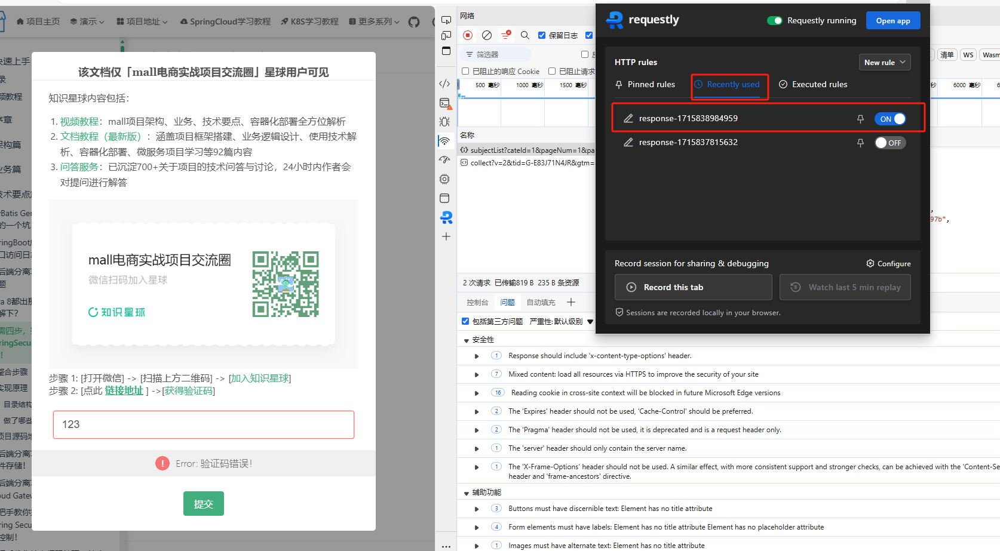 项目主页 演示 项目地址 SpringCloud学习教程 K8S学习教程 更多系列
快速上手
录
频教程
序章
架构篇
业务篇
技术要点
Batis Ger
的一个坑
ringBoot
口访问日
后端分离
题
a 8都出
解下?
需四步,
ringSecu
!
整合步骤
实现原理
目录结构
做了哪些
项目源码地
后端分离
件存储!
后端分离
oud Gatew
把手教你
ring Secu
控制!
该文档仅「mall电商实战项目交流圈」星球用户可见
知识星球内容包括：
1. 视频教程：mall项目架构、业务、技术要点、容器化部署全方位解析
2. 文档教程（最新版）：涵盖项目框架搭建、业务逻辑设计、使用技术解
析、容器化部署、微服务项目学习等92篇内容
3. 问答服务：已沉淀700+关于项目的技术问答与讨论，24小时内作者会
对提问进行解答
mall电商实战项目交流圈
微信扫码加入星球
知识星球
步骤 1: [打开微信] -> [扫描上方二维码] -> [加入知识星球]
步骤 2: [点此 链接地址 ] ->[获得验证码]
123
Error: 验证码错误!
提交
网络
保留日志
筛选器
已阻止的响应 Cookie 已阻止请求
500 毫秒 1000 毫秒 1500 毫秒 6000 毫秒
清单 WS Wasm
名称
subjectList?cateId=1&pageNum=1&pa
collect?v=2&tid=G-E83J71N4JR&gtm=
97b",
2 次请求 已传输819 B 235 B 条资源
控制台 问题 自动填充
包括第三方问题 严重性: 默认级别
安全性
1 Response should include 'x-content-type-options' header.
7 Mixed content: load all resources via HTTPS to improve the security of your site
16 Reading cookie in cross-site context will be blocked in future Microsoft Edge versions
2 The 'Expires' header should not be used, 'Cache-Control' should be preferred.
2 The 'Pragma' header should not be used, it is deprecated and is a request header only.
1 The 'server' header should only contain the server name.
1 The 'X-Frame-Options' header should not be used. A similar effect, with more consistent support and stronger checks, can be achieved with the 'Content-Se
header and 'frame-ancestors' directive.
辅助功能
3 Buttons must have discernible text: Element has no title attribute
4 Form elements must have labels: Element has no title attribute Element has no placeholder attribute
1 Images must have alternate text: Element has no title attribute
requestly
Requestly running
Open app
HTTP rules
New rule
Pinned rules Recently used Executed rules
response-1715838984959 ON
response-1715837815632 OFF
Record session for sharing & debugging Configure
Record this tab Watch last 5 min replay
Sessions are recorded locally in your browser.